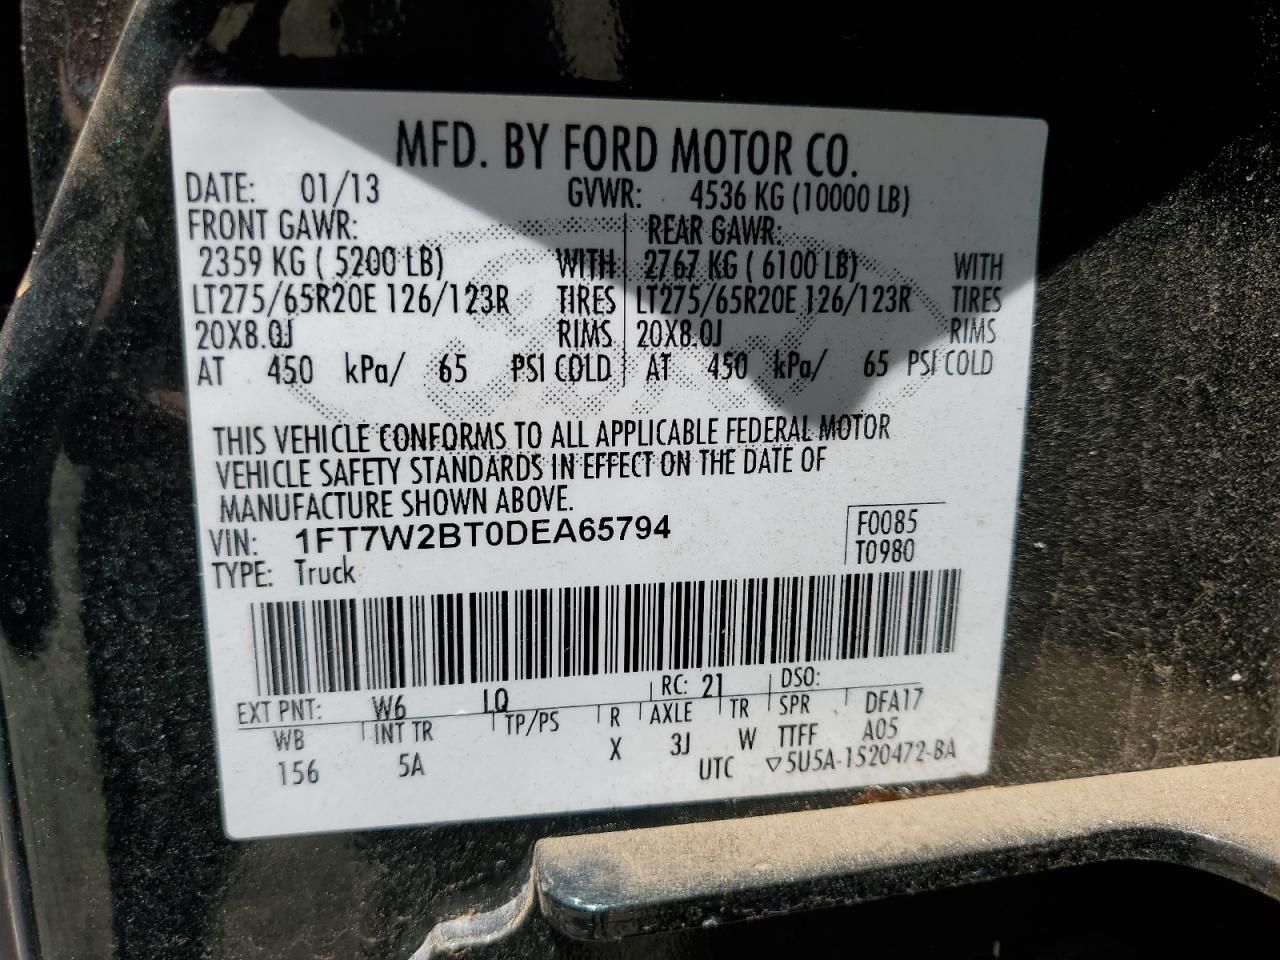 MFD. BY FORD MOTOR CO.
DATE: 01/13 GVWR: 4536 KG (10000 LB)
FRONT GAWR: REAR GAWR:
2359 KG ( 5200 LB) WITH 2767 KG ( 6100 LB) WITH
LT275/65R20E 126/123R TIRES LT275/65R20E 126/123R TIRES
20X8.0J RIMS 20X8.0J RIMS
AT 450 kPa/ 65 PSI COLD AT 450 kPa/ 65 PSI COLD
THIS VEHICLE CONFORMS TO ALL APPLICABLE FEDERAL MOTOR
VEHICLE SAFETY STANDARDS IN EFFECT ON THE DATE OF
MANUFACTURE SHOWN ABOVE.
VIN: 1FT7W2BT0DEA65794 F0085
TYPE: Truck T0980
EXT PNT: W6 LQ RC: 21 DSO:
WB INT TR TP/PS R AXLE TR SPR DFA17
156 5A X 3J W TTFF A05
UTC ▽5U5A-1520472-BA